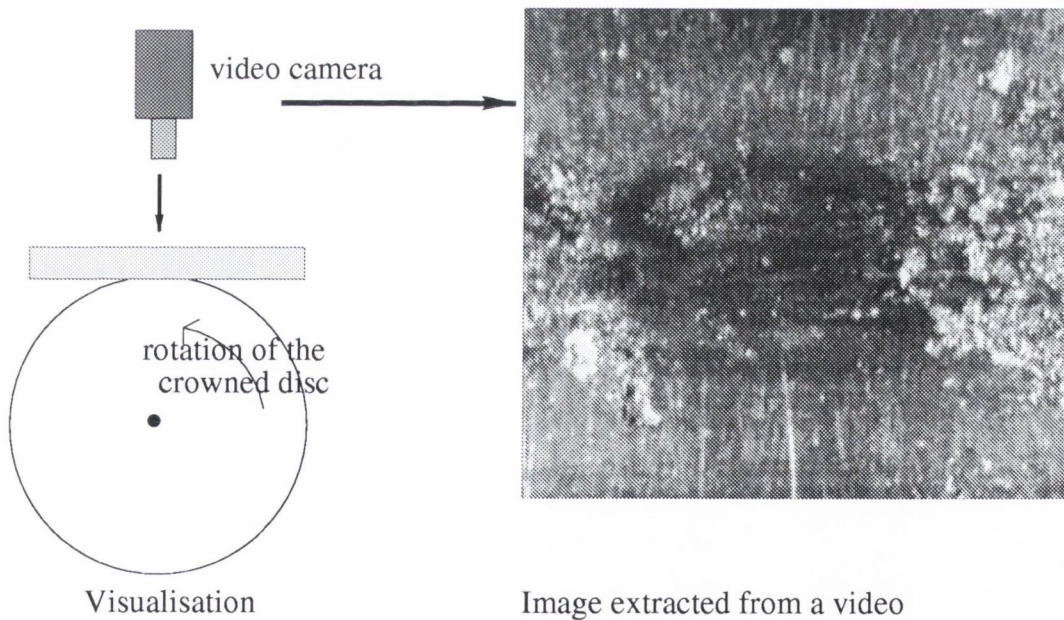 video camera
rotation of the
crowned disc
Visualisation
Image extracted from a video